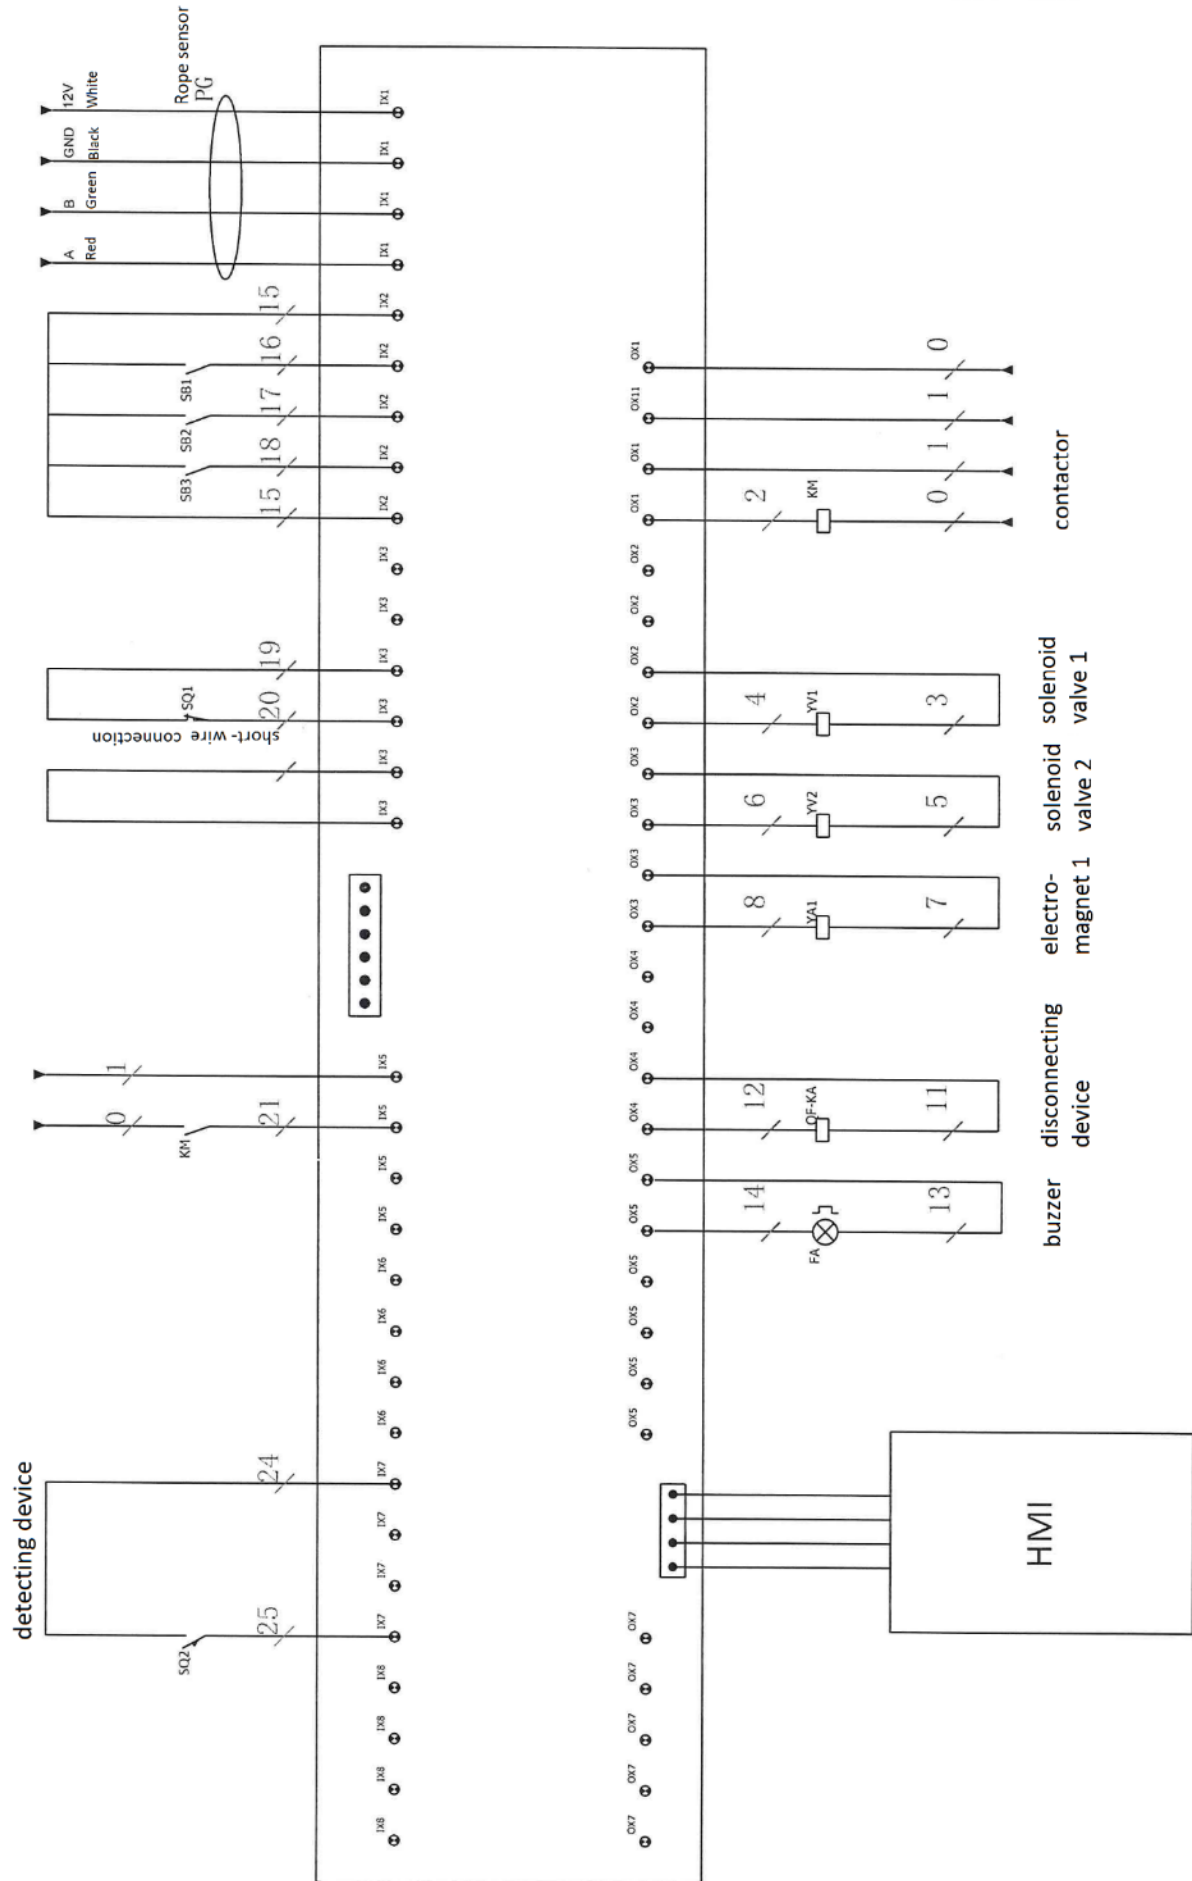 Rope sensor
PG
12V
White
GND
Black
B
Green
A
Red
IX1
IX1
IX1
IX1
15
IX2
SB1
16
IX2
SB2
17
IX2
SB3
18
IX2
15
IX2
IX3
IX3
19
IX3
SQ1
20
IX3
short-wire connection
IX3
IX3
1
IX5
0
KM
21
IX5
IX5
IX5
IX6
IX6
IX6
IX6
detecting device
24
IX7
IX7
IX7
SQ2
25
IX7
IX8
IX8
IX8
IX8
OX1
0
OX11
1
OX1
1
OX1
2
KM
0
contactor
OX2
OX2
OX2
OX2
4
YV1
3
solenoid
valve 1
OX3
OX3
6
YV2
5
solenoid
valve 2
OX3
OX3
8
YA1
7
electro-
magnet 1
OX4
OX4
OX4
OX4
12
QF-KA
11
disconnecting
device
OX5
OX5
14
FA
13
buzzer
OX5
OX5
OX5
OX5
HMI
OX7
OX7
OX7
OX7
OX7